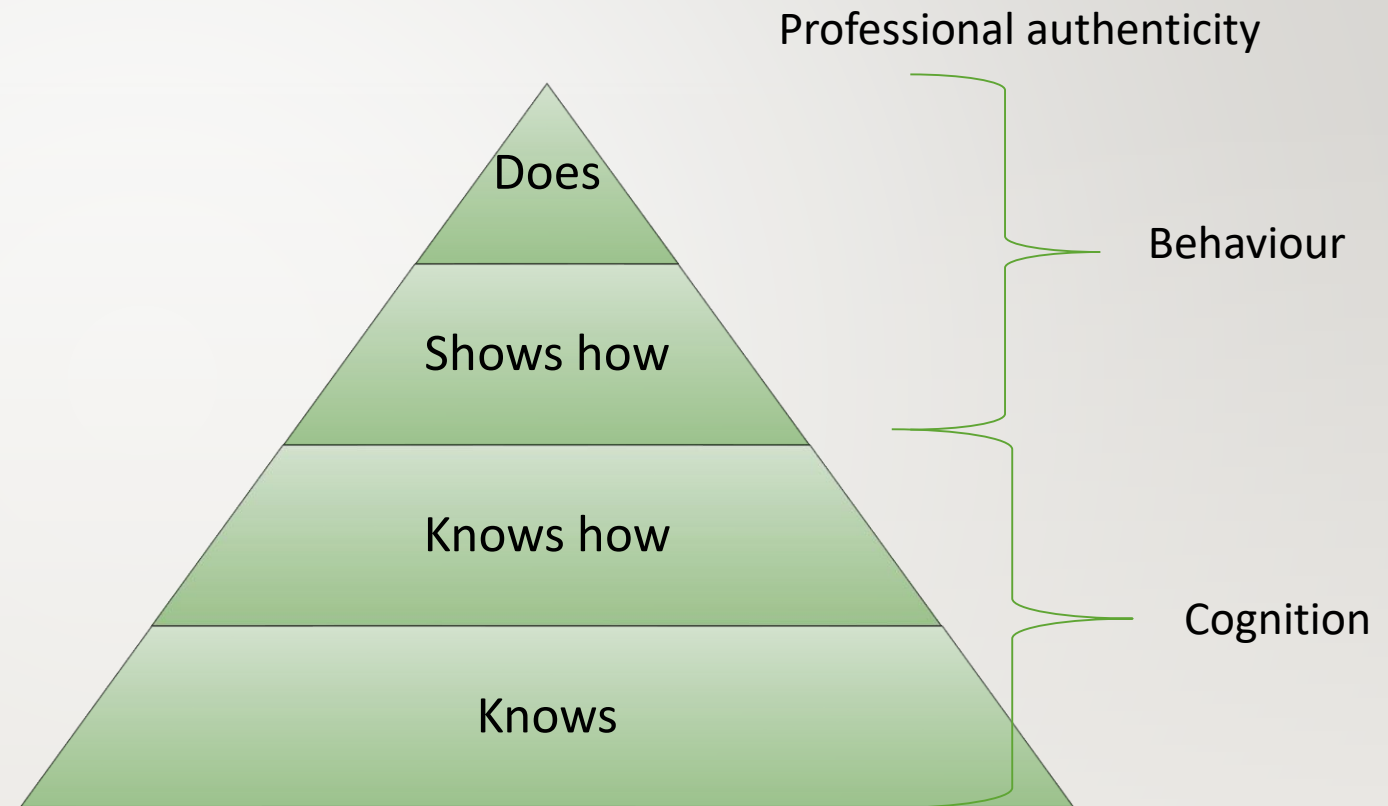 Professional authenticity
Does
Behaviour
Shows how
Knows how
Cognition
Knows